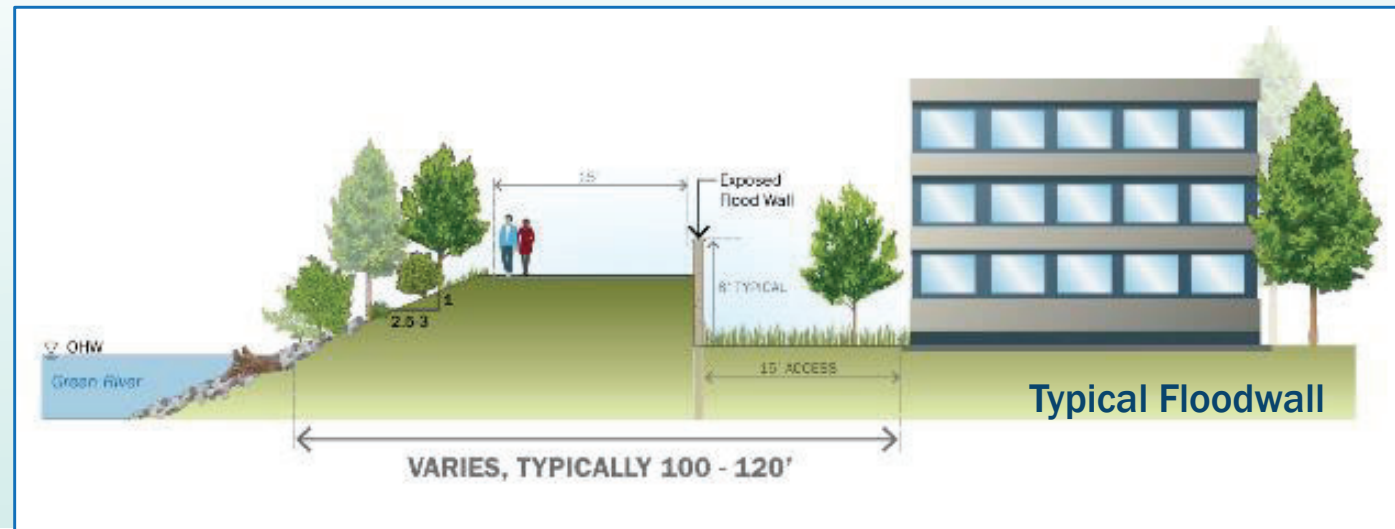 15'
Exposed
Flood Wall
8' TYPICAL
1
2.5-3
OHW
Green River
15' ACCESS
Typical Floodwall
VARIES, TYPICALLY 100 - 120'